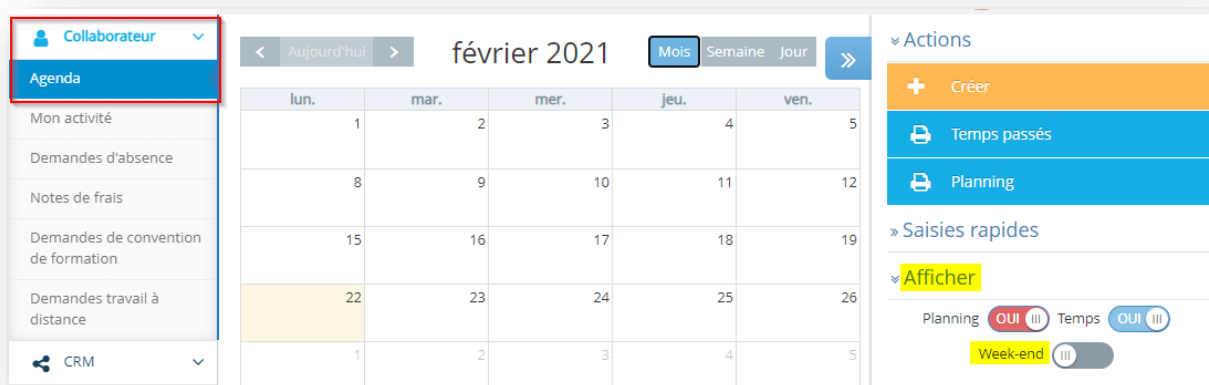 Collaborateur
Agenda
Mon activité
Demandes d'absence
Notes de frais
Demandes de convention
de formation
Demandes travail à
distance
CRM
Aujourd'hui
février 2021
Mois Semaine Jour
lun. mar. mer. jeu. ven.
1 2 3 4 5
8 9 10 11 12
15 16 17 18 19
22 23 24 25 26
1 2 3 4 5
Actions
Créer
Temps passés
Planning
Saisies rapides
Afficher
Planning OUI Temps OUI
Week-end